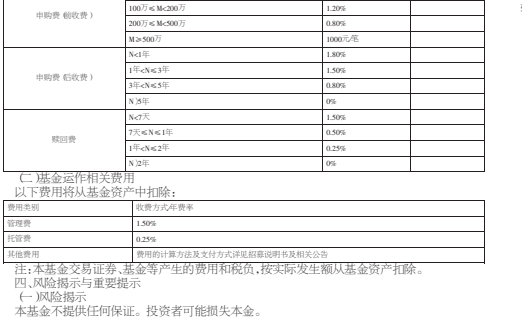 申购费(前收费)
100万≤M<200万 1.20%
200万≤M<500万 0.80%
M≥500万 1000元/笔
申购费(后收费)
N<1年 1.80%
1年<N≤3年 1.50%
3年<N≤5年 0.80%
N〉5年 0%
赎回费
N<7天 1.50%
7天≤N≤1年 0.50%
1年<N≤2年 0.25%
N〉2年 0%
(二)基金运作相关费用
以下费用将从基金资产中扣除:
费用类别 收费方式/年费率
管理费 1.50%
托管费 0.25%
其他费用 费用的计算方法及支付方式详见招募说明书及相关公告
注:本基金交易证券、基金等产生的费用和税负,按实际发生额从基金资产扣除。
四、风险揭示与重要提示
(一)风险揭示
本基金不提供任何保证。投资者可能损失本金。